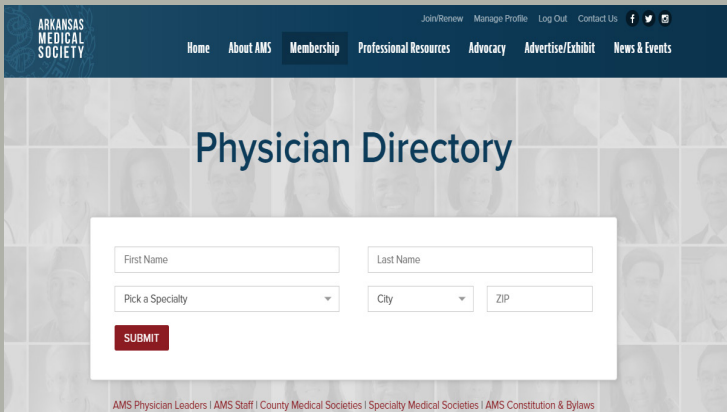 ARKANSAS
MEDICAL
SOCIETY
Join/Renew Manage Profile Log Out Contact Us
Home About AMS Membership Professional Resources Advocacy Advertise/Exhibit News & Events
Physician Directory
First Name Last Name
Pick a Specialty City ZIP
SUBMIT
AMS Physician Leaders | AMS Staff | County Medical Societies | Specialty Medical Societies | AMS Constitution & Bylaws